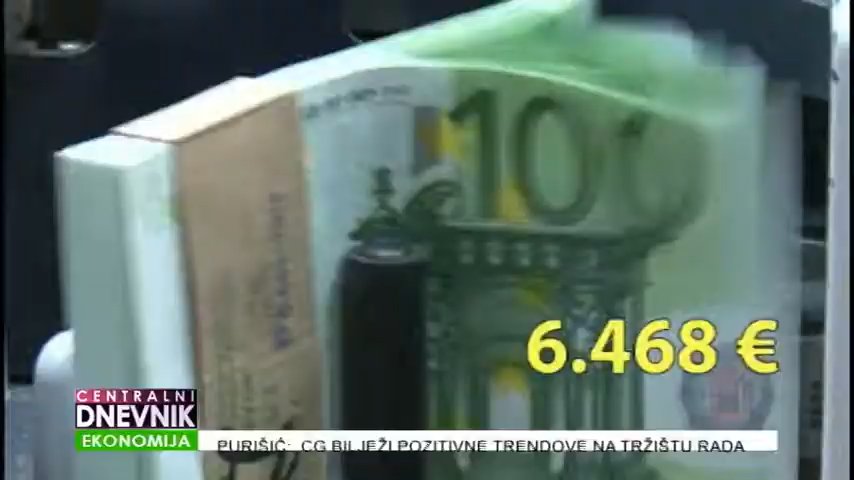 100
6.468 €
CENTRALNI
DNEVNIK
EKONOMIJA
PURIŠIĆ: CG BILJEŽI POZITIVNE TRENDOVE NA TRŽIŠTU RADA